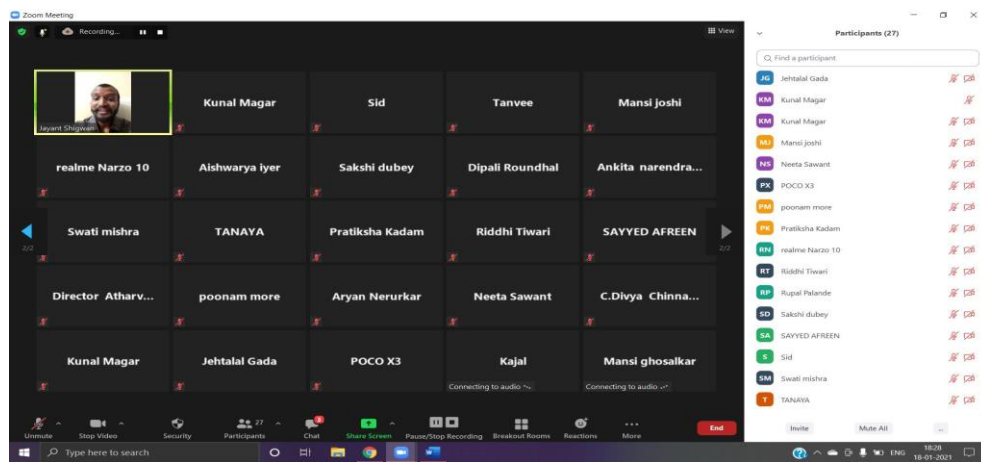 Zoom Meeting
Recording...
View
Participants (27)
Find a participant
Jayant Shigwan
Kunal Magar
Sid
Tanvee
Mansi joshi
realme Narzo 10
Aishwarya iyer
Sakshi dubey
Dipali Roundhal
Ankita narendra...
Swati mishra
TANAYA
Pratiksha Kadam
Riddhi Tiwari
SAYYED AFREEN
2/2
2/2
Director Atharv...
poonam more
Aryan Nerurkar
Neeta Sawant
C.Divya Chinna...
Kunal Magar
Jehtalal Gada
POCO X3
Kajal
Connecting to audio
Mansi ghosalkar
Connecting to audio
JG Jehtalal Gada
KM Kunal Magar
KM Kunal Magar
MJ Mansi joshi
NS Neeta Sawant
PX POCO X3
PM poonam more
PK Pratiksha Kadam
RN realme Narzo 10
RT Riddhi Tiwari
RP Rupal Palande
SD Sakshi dubey
SA SAYYED AFREEN
S Sid
SM Swati mishra
T TANAYA
Unmute
Stop Video
Security
27
Participants
3
Chat
Share Screen
Pause/Stop Recording
Breakout Rooms
Reactions
More
End
Invite
Mute All
...
Type here to search
ENG
18:28
18-01-2021